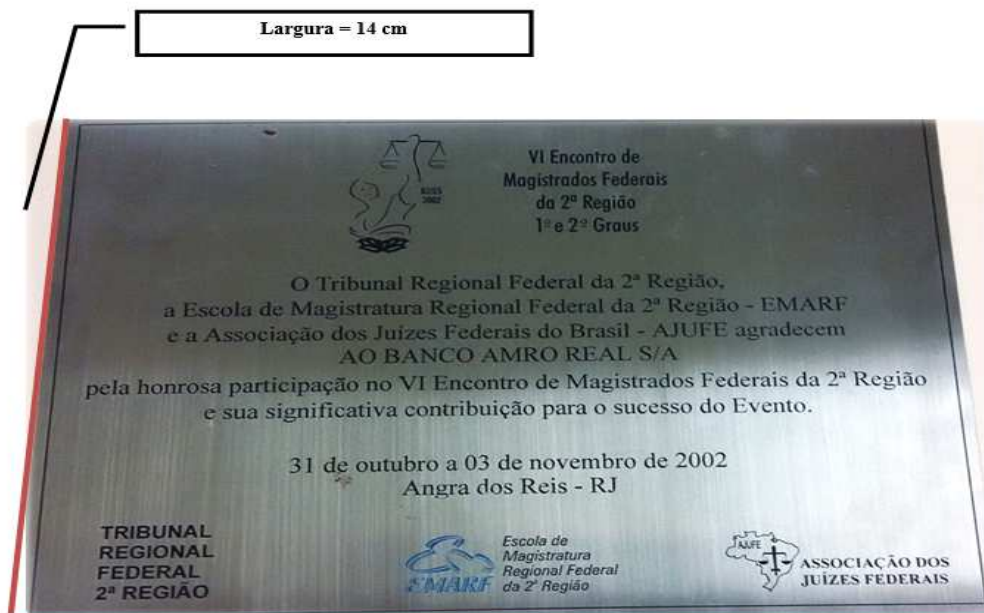 Largura = 14 cm
AJUFE
2002
VI Encontro de
Magistrados Federais
da 2ª Região
1º e 2º Graus
O Tribunal Regional Federal da 2ª Região,
a Escola de Magistratura Regional Federal da 2ª Região - EMARF
e a Associação dos Juízes Federais do Brasil - AJUFE agradecem
AO BANCO AMRO REAL S/A
pela honrosa participação no VI Encontro de Magistrados Federais da 2ª Região
e sua significativa contribuição para o sucesso do Evento.
31 de outubro a 03 de novembro de 2002
Angra dos Reis - RJ
TRIBUNAL
REGIONAL
FEDERAL
2ª REGIÃO
EMARF
Escola de
Magistratura
Regional Federal
da 2ª Região
AJUFE
ASSOCIAÇÃO DOS
JUÍZES FEDERAIS